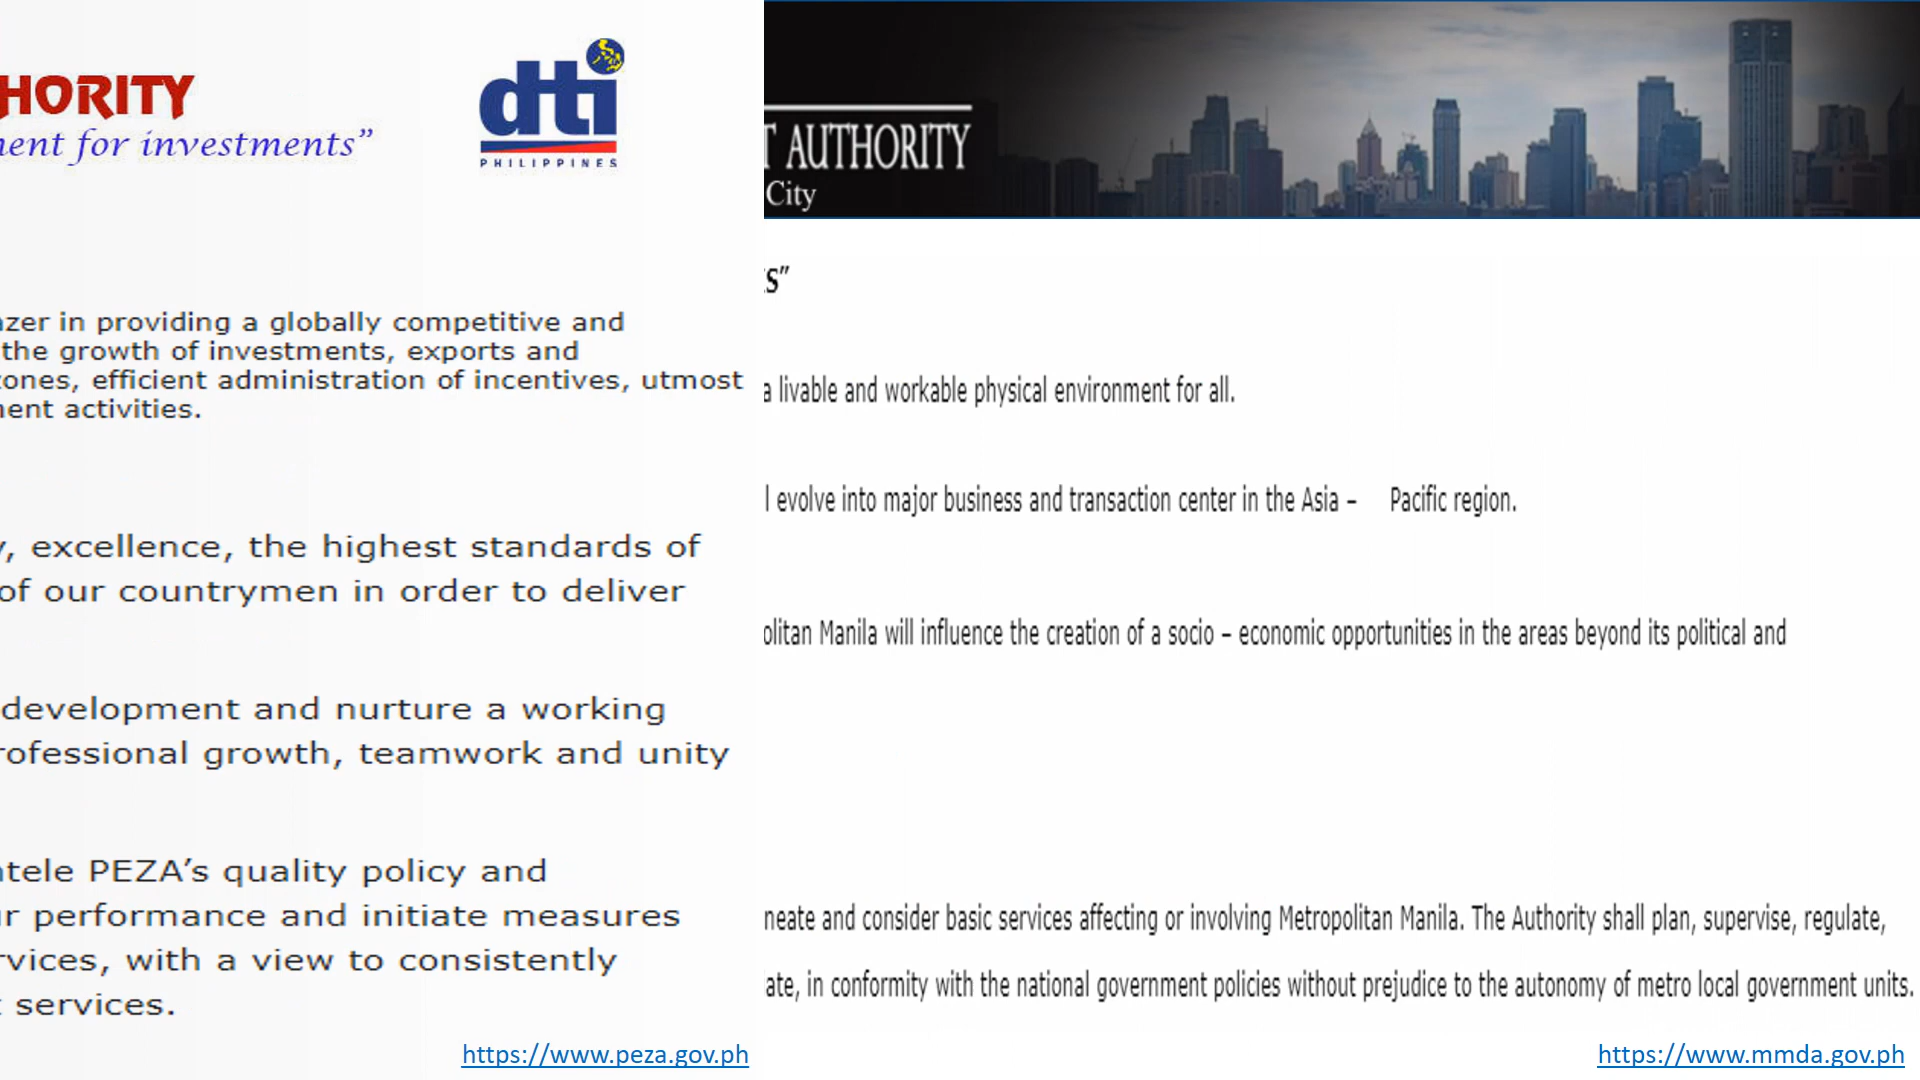 HORITY
ment for investments”
dti
PHILIPPINES
zer in providing a globally competitive and
the growth of investments, exports and
zones, efficient administration of incentives, utmost
ment activities.
y, excellence, the highest standards of
of our countrymen in order to deliver
development and nurture a working
rofessional growth, teamwork and unity
ntele PEZA’s quality policy and
ur performance and initiate measures
rvices, with a view to consistently
services.
https://www.peza.gov.ph
T AUTHORITY
City
S”
a livable and workable physical environment for all.
l evolve into major business and transaction center in the Asia – Pacific region.
olitan Manila will influence the creation of a socio – economic opportunities in the areas beyond its political and
neate and consider basic services affecting or involving Metropolitan Manila. The Authority shall plan, supervise, regulate,
ate, in conformity with the national government policies without prejudice to the autonomy of metro local government units.
https://www.mmda.gov.ph